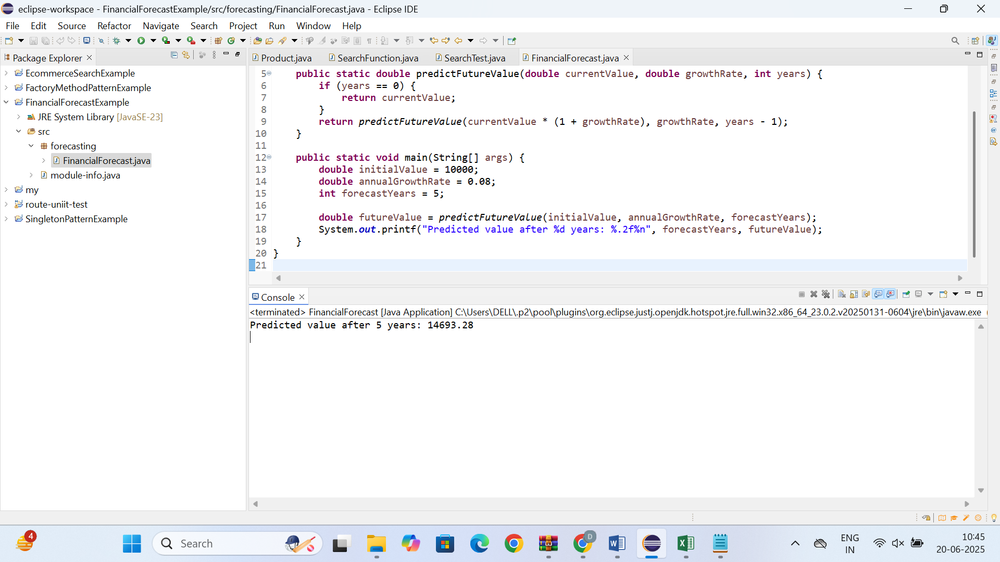 eclipse-workspace - FinancialForecastExample/src/forecasting/FinancialForecast.java - Eclipse IDE
File Edit Source Refactor Navigate Search Project Run Window Help
Package Explorer
EcommerceSearchExample
FactoryMethodPatternExample
FinancialForecastExample
JRE System Library [JavaSE-23]
src
forecasting
FinancialForecast.java
module-info.java
my
route-uniit-test
SingletonPatternExample
Product.java SearchFunction.java SearchTest.java FinancialForecast.java
5 public static double predictFutureValue(double currentValue, double growthRate, int years) {
6 if (years == 0) {
7 return currentValue;
8 }
9 return predictFutureValue(currentValue * (1 + growthRate), growthRate, years - 1);
10 }
11
12 public static void main(String[] args) {
13 double initialValue = 10000;
14 double annualGrowthRate = 0.08;
15 int forecastYears = 5;
16
17 double futureValue = predictFutureValue(initialValue, annualGrowthRate, forecastYears);
18 System.out.printf("Predicted value after %d years: %.2f%n", forecastYears, futureValue);
19 }
20 }
21
Console
<terminated> FinancialForecast [Java Application] C:\Users\DELL\.p2\pool\plugins\org.eclipse.justj.openjdk.hotspot.jre.full.win32.x86_64_23.0.2.v20250131-0604\jre\bin\javaw.exe (
Predicted value after 5 years: 14693.28
4
Search
D
ENG
IN
10:45
20-06-2025